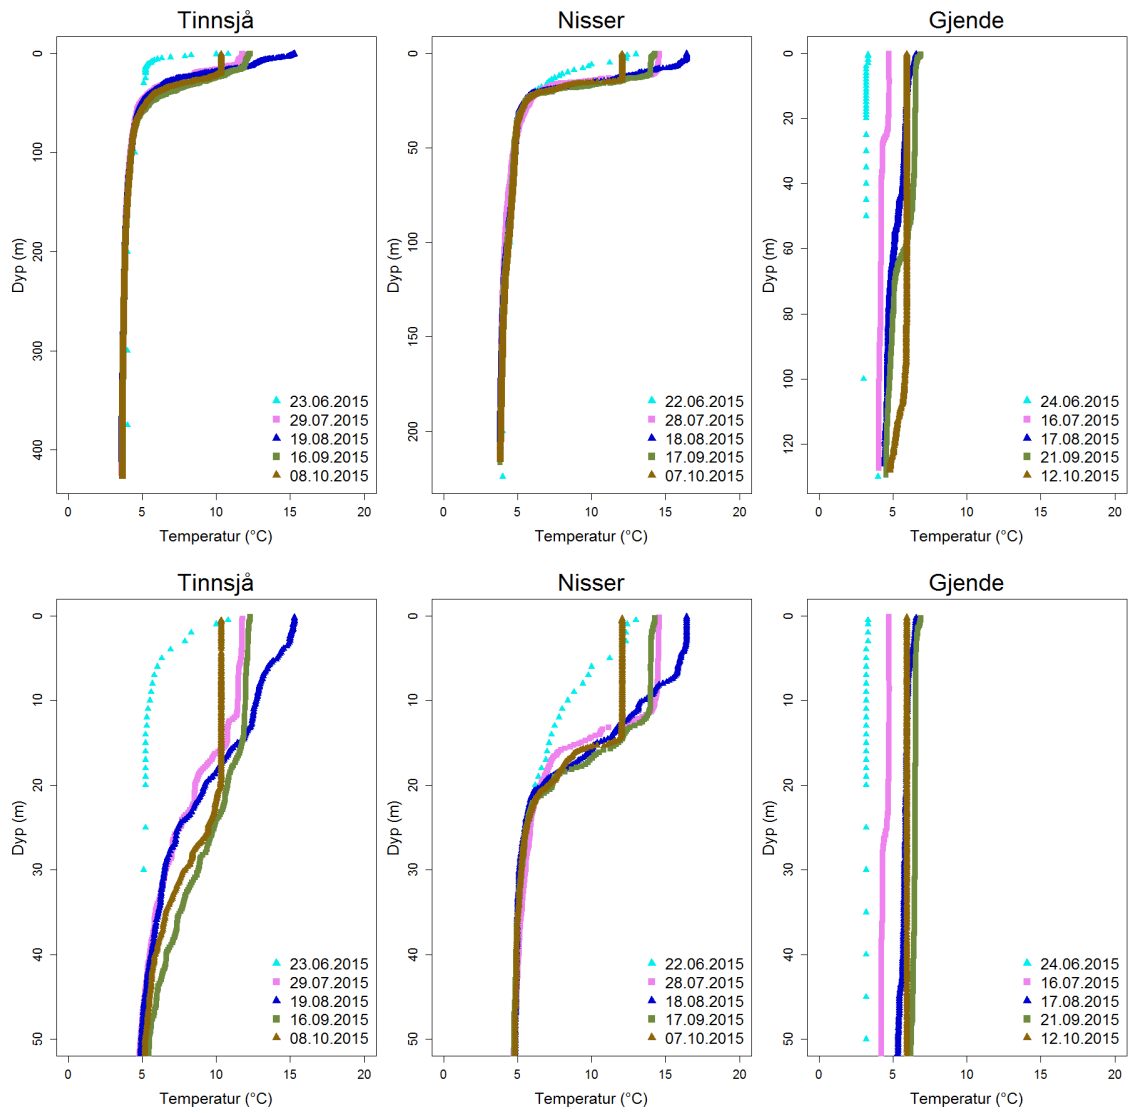 Tinnsjå
Nisser
Gjende
0
100
200
300
400
Dyp (m)
23.06.2015
29.07.2015
19.08.2015
16.09.2015
08.10.2015
0 5 10 15 20
Temperatur (°C)
0
50
100
150
200
Dyp (m)
22.06.2015
28.07.2015
18.08.2015
17.09.2015
07.10.2015
0 5 10 15 20
Temperatur (°C)
0
20
40
60
80
100
120
Dyp (m)
24.06.2015
16.07.2015
17.08.2015
21.09.2015
12.10.2015
0 5 10 15 20
Temperatur (°C)
Tinnsjå
Nisser
Gjende
0
10
20
30
40
50
Dyp (m)
23.06.2015
29.07.2015
19.08.2015
16.09.2015
08.10.2015
0 5 10 15 20
Temperatur (°C)
0
10
20
30
40
50
Dyp (m)
22.06.2015
28.07.2015
18.08.2015
17.09.2015
07.10.2015
0 5 10 15 20
Temperatur (°C)
0
10
20
30
40
50
Dyp (m)
24.06.2015
16.07.2015
17.08.2015
21.09.2015
12.10.2015
0 5 10 15 20
Temperatur (°C)